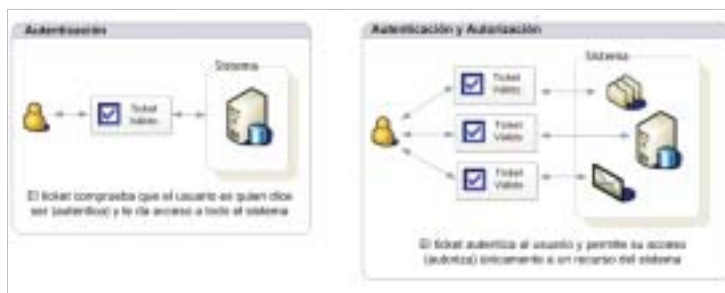 Autenticación
Sistema
Ticket
Válido
El ticket comprueba que el usuario es quien dice
ser (autentica) y le da acceso a todo el sistema
Autenticación y Autorización
Sistema
Ticket
Válido
Ticket
Válido
Ticket
Válido
El ticket autentica al usuario y permite su acceso
(autoriza) únicamente a un recurso del sistema